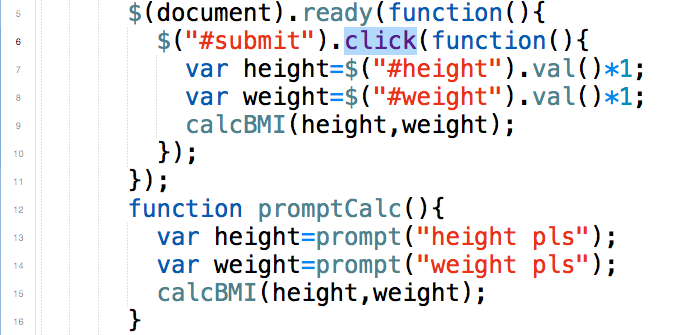 5 $(document).ready(function(){
6 $("#submit").click(function(){
7 var height=$("#height").val()*1;
8 var weight=$("#weight").val()*1;
9 calcBMI(height,weight);
10 });
11 });
12 function promptCalc(){
13 var height=prompt("height pls");
14 var weight=prompt("weight pls");
15 calcBMI(height,weight);
16 }